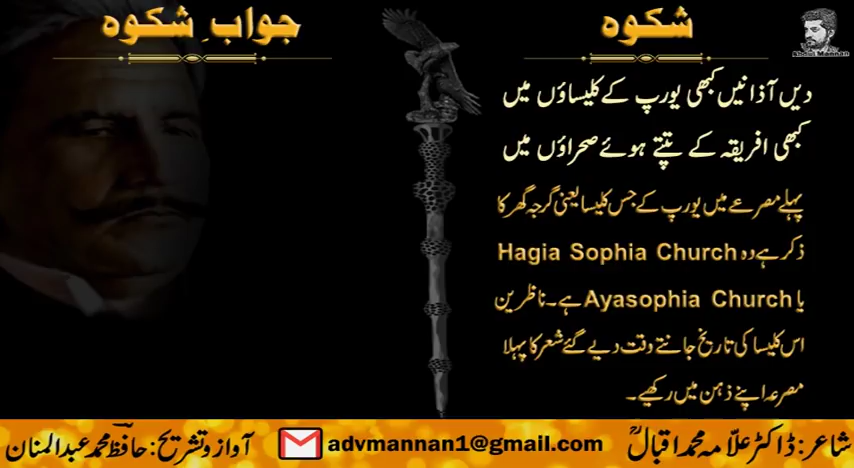 شکوہ
جوابِ شکوہ
Abdul Mannan
دیں آذانیں کبھی یورپ کے کلیساؤں میں
کبھی افریقہ کے تپتے ہوئے صحراؤں میں
پہلے مصرعے میں یورپ کے جس کلیسا یعنی گرجہ گھر کا
ذکر ہے وہ Hagia Sophia Church
یا Ayasophia Church ہے۔ ناظرین
اس کلیسا کی تاریخ جانتے وقت دیے گئے شعر کا پہلا
مصرعہ اپنے ذہن میں رکھیے۔
شاعر: ڈاکٹر علّامہ محمد اقبالؒ advmannan1@gmail.com آواز و تشریح: حافظ محمد عبدالمنان